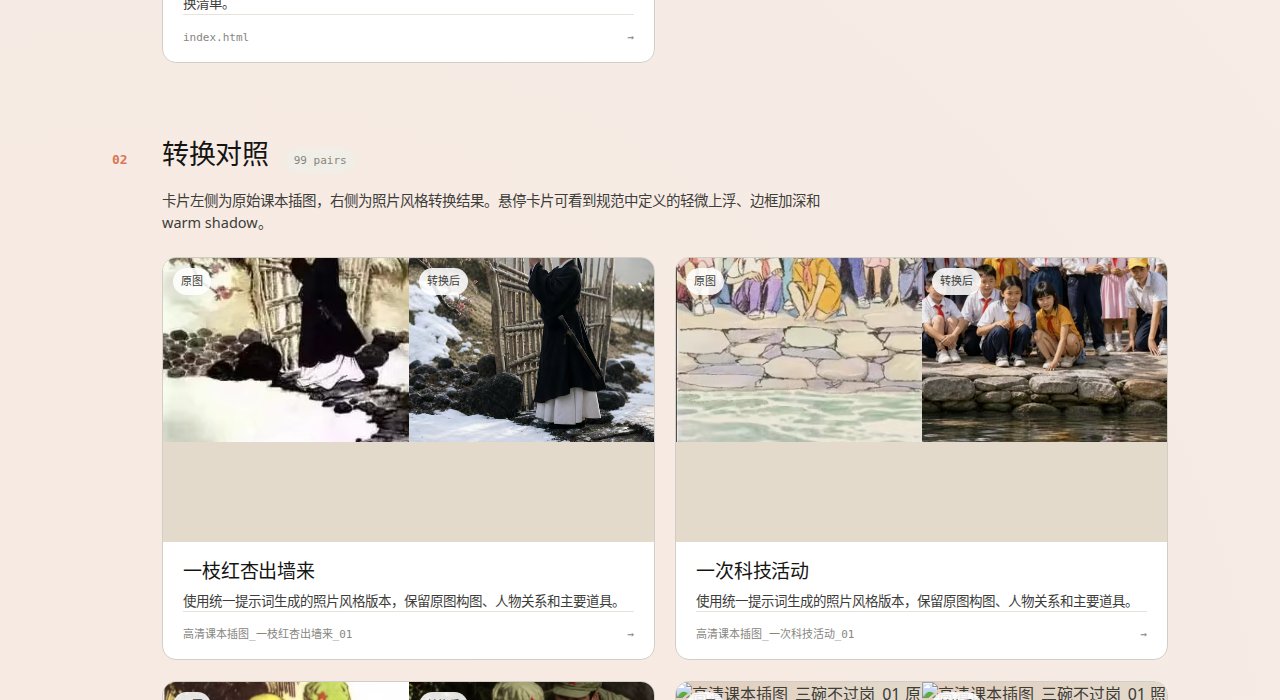 换清单。
index.html →
02 转换对照 99 pairs
卡片左侧为原始课本插图，右侧为照片风格转换结果。悬停卡片可看到规范中定义的轻微上浮、边框加深和
warm shadow。
原图 转换后
原图 转换后
一枝红杏出墙来
使用统一提示词生成的照片风格版本，保留原图构图、人物关系和主要道具。
高清课本插图_一枝红杏出墙来_01 →
一次科技活动
使用统一提示词生成的照片风格版本，保留原图构图、人物关系和主要道具。
高清课本插图_一次科技活动_01 →
课本插图_三碗不过岗_01 原
课本插图_三碗不过岗_01 照